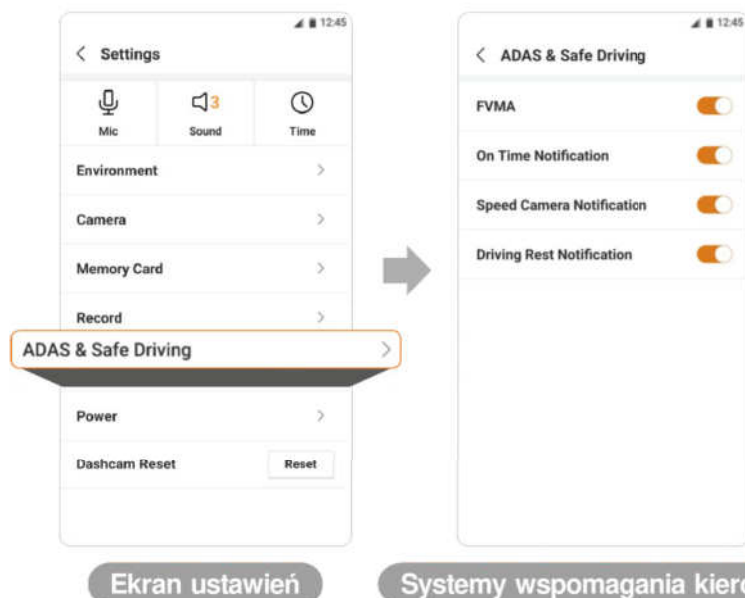 12:45
Settings
3
Mic Sound Time
Environment
Camera
Memory Card
Record
ADAS & Safe Driving
Power
Dashcam Reset Reset
Ekran ustawień
12:45
ADAS & Safe Driving
FVMA
On Time Notification
Speed Camera Notification
Driving Rest Notification
Systemy wspomagania